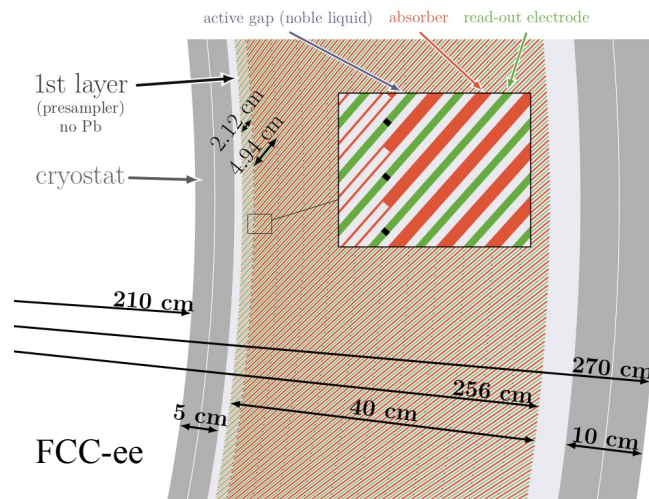 active gap (noble liquid) absorber read-out electrode
1st layer
(presampler)
no Pb
2.12 cm
4.94 cm
cryostat
210 cm
270 cm
256 cm
40 cm
5 cm
10 cm
FCC-ee